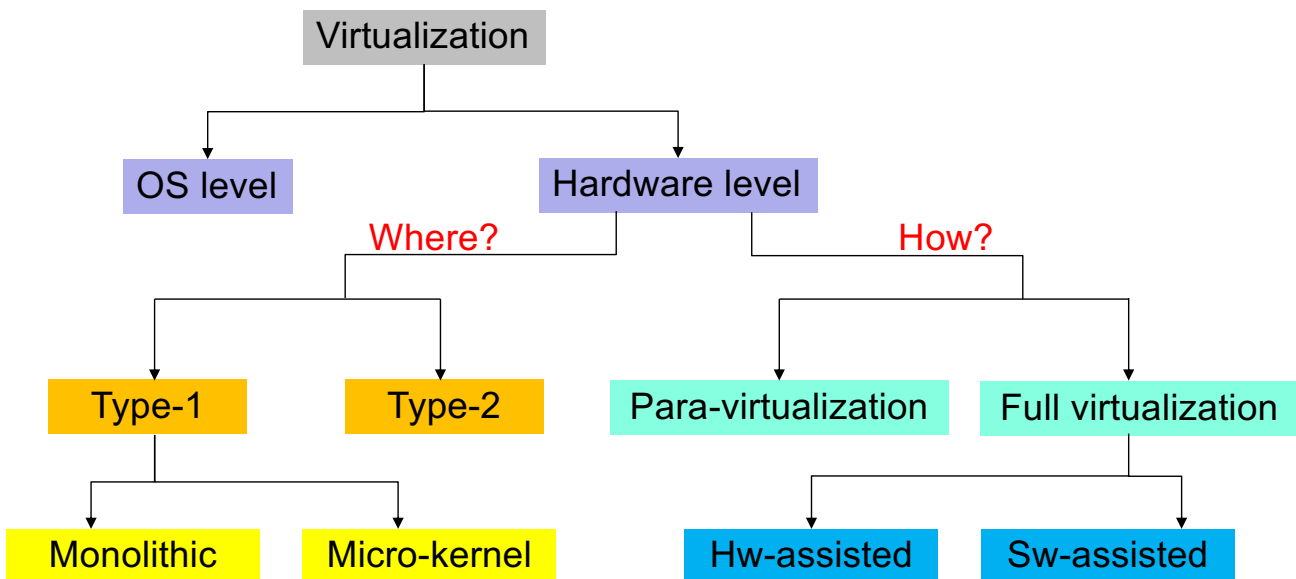 Virtualization
OS level
Hardware level
Where?
How?
Type-1
Type-2
Para-virtualization
Full virtualization
Monolithic
Micro-kernel
Hw-assisted
Sw-assisted